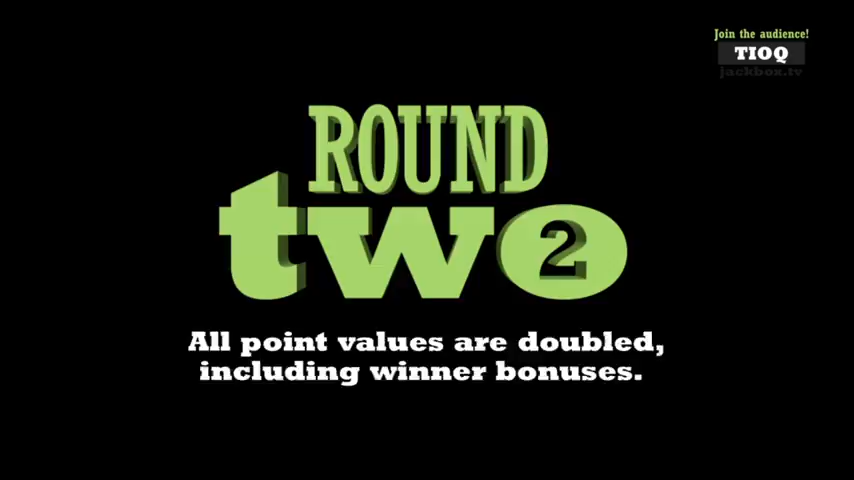 Join the audience!
TIOQ
jackbox.tv
ROUND
two
2
All point values are doubled,
including winner bonuses.